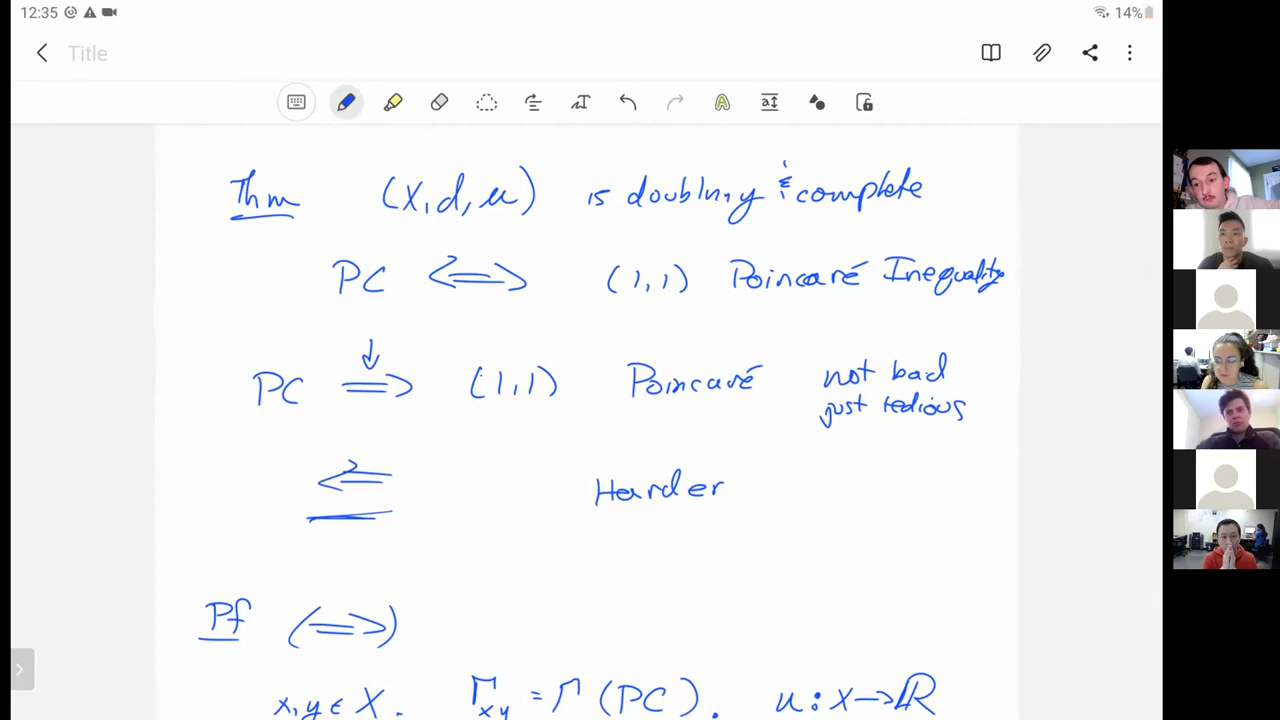 12:35
14%
Title
Thm (X, d, μ) is doubling & complete
PC ⟺ (1,1) Poincaré Inequality
PC ⟹ (1,1) Poincaré not bad
just tedious
⟸ Harder
Pf (⟹)
x,y ∈ X. Γxy = Γ (PC). u: X → ℝ